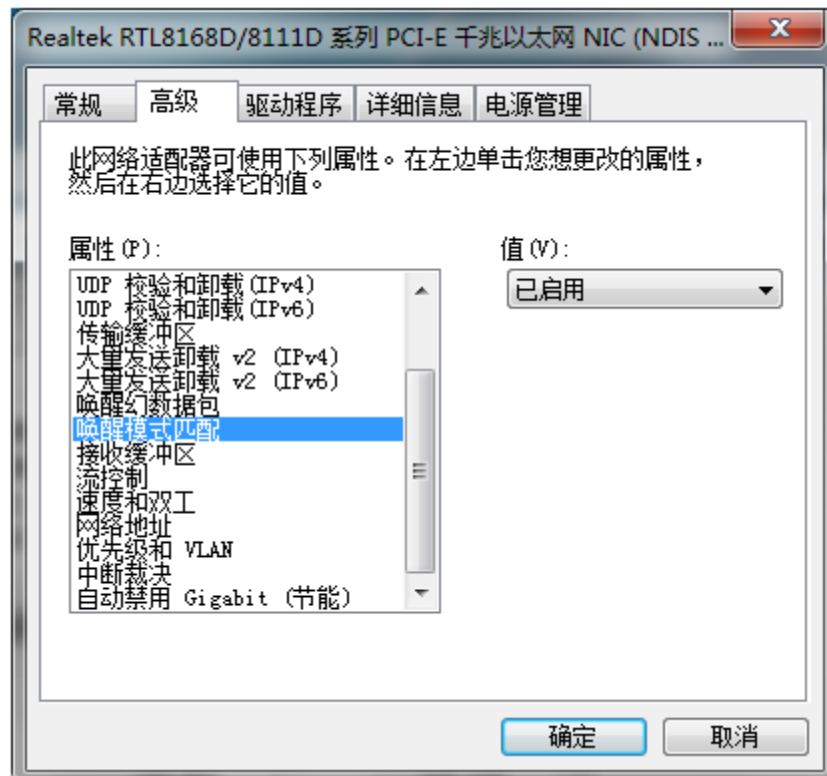 Realtek RTL8168D/8111D 系列 PCI-E 千兆以太网 NIC (NDIS ...
常规 高级 驱动程序 详细信息 电源管理
此网络适配器可使用下列属性。在左边单击您想更改的属性，
然后在右边选择它的值。
属性(P):
UDP 校验和卸载(IPv4)
UDP 校验和卸载(IPv6)
传输缓冲区
大量发送卸载 v2 (IPv4)
大量发送卸载 v2 (IPv6)
唤醒幻数据包
唤醒模式匹配
接收缓冲区
流控制
速度和双工
网络地址
优先级和 VLAN
中断裁决
自动禁用 Gigabit (节能)
值(V):
已启用
确定 取消